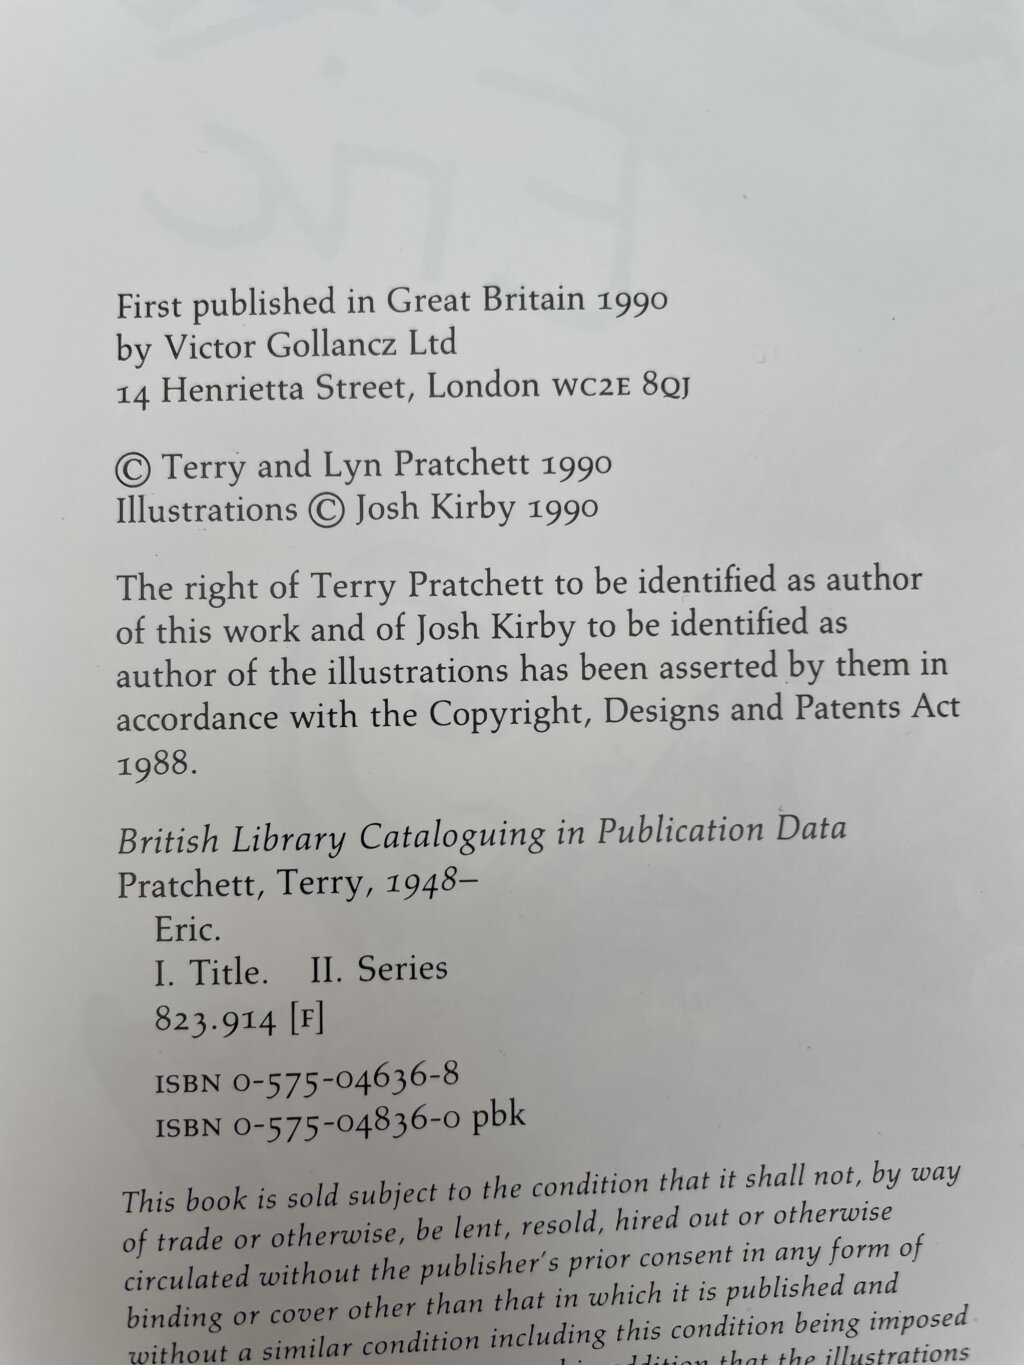 Eric
First published in Great Britain 1990
by Victor Gollancz Ltd
14 Henrietta Street, London WC2E 8QJ
© Terry and Lyn Pratchett 1990
Illustrations © Josh Kirby 1990
The right of Terry Pratchett to be identified as author
of this work and of Josh Kirby to be identified as
author of the illustrations has been asserted by them in
accordance with the Copyright, Designs and Patents Act
1988.
British Library Cataloguing in Publication Data
Pratchett, Terry, 1948–
Eric.
I. Title. II. Series
823.914 [F]
ISBN 0-575-04636-8
ISBN 0-575-04836-0 pbk
This book is sold subject to the condition that it shall not, by way
of trade or otherwise, be lent, resold, hired out or otherwise
circulated without the publisher's prior consent in any form of
binding or cover other than that in which it is published and
without a similar condition including this condition being imposed
that the illustrations